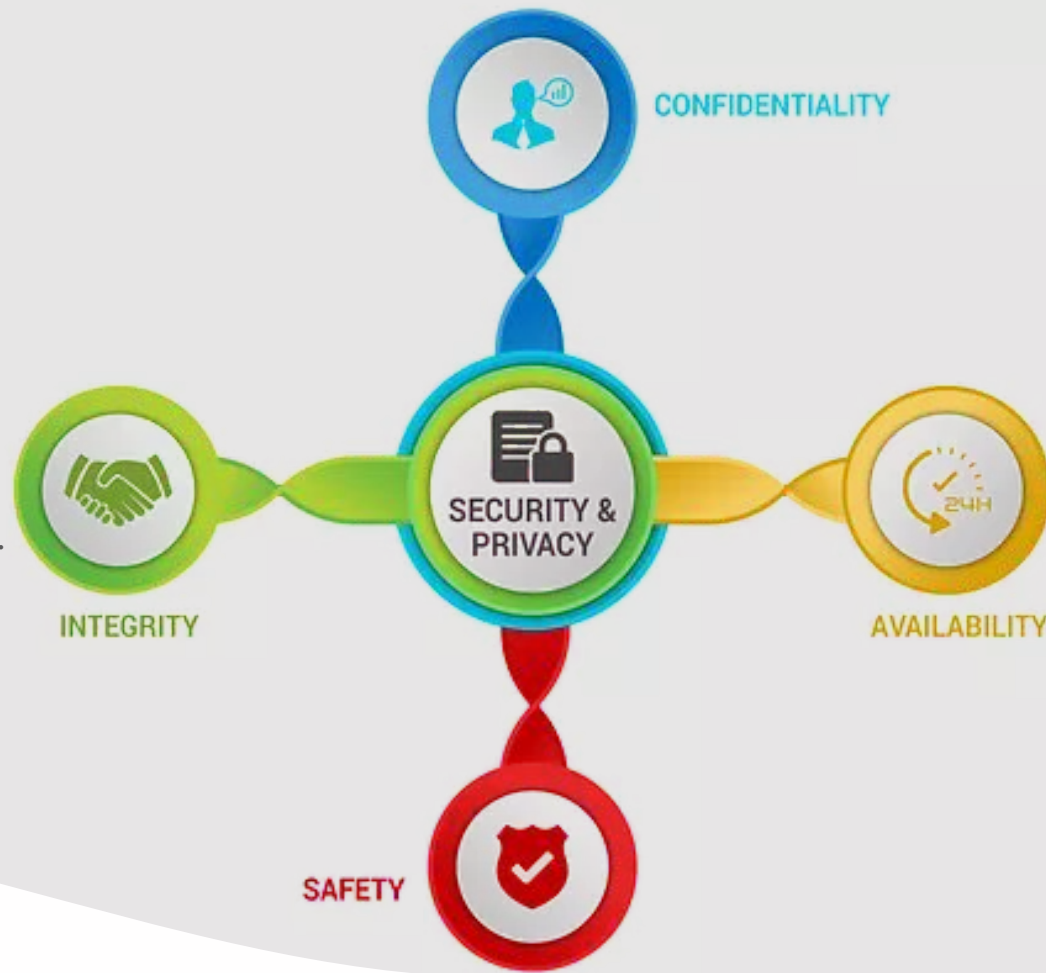 CONFIDENTIALITY
SECURITY &
PRIVACY
24H
INTEGRITY
AVAILABILITY
SAFETY